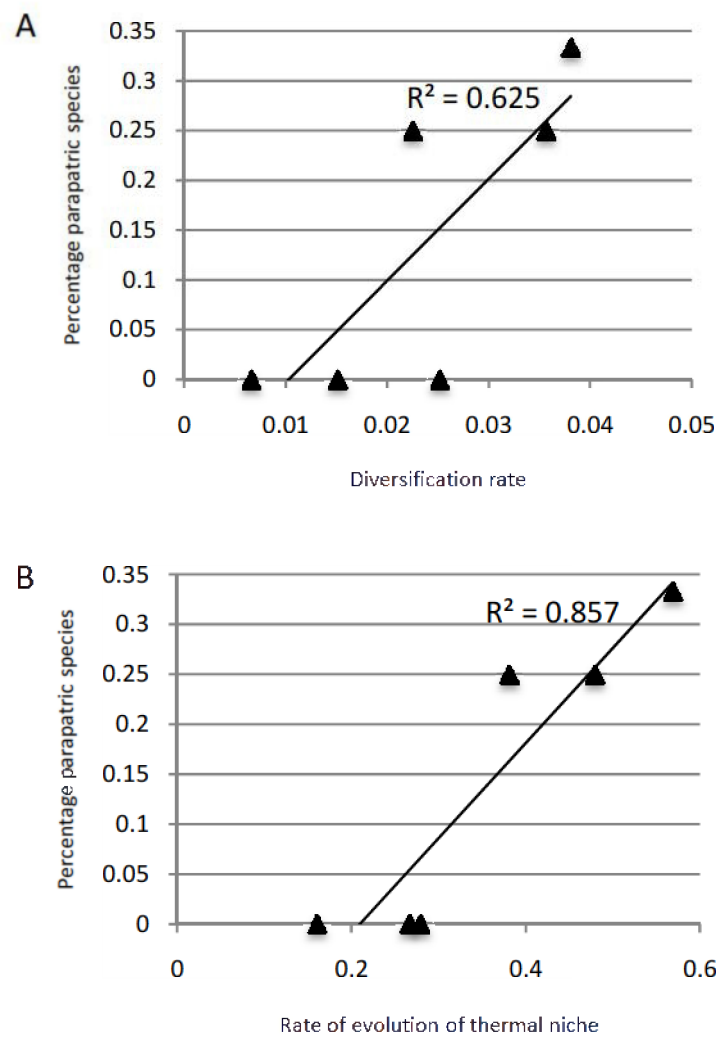 A
Percentage parapatric species
0.35
0.3
0.25
0.2
0.15
0.1
0.05
0
R² = 0.625
0 0.01 0.02 0.03 0.04 0.05
Diversification rate
B
Percentage parapatric species
0.35
0.3
0.25
0.2
0.15
0.1
0.05
0
R² = 0.857
0 0.2 0.4 0.6
Rate of evolution of thermal niche